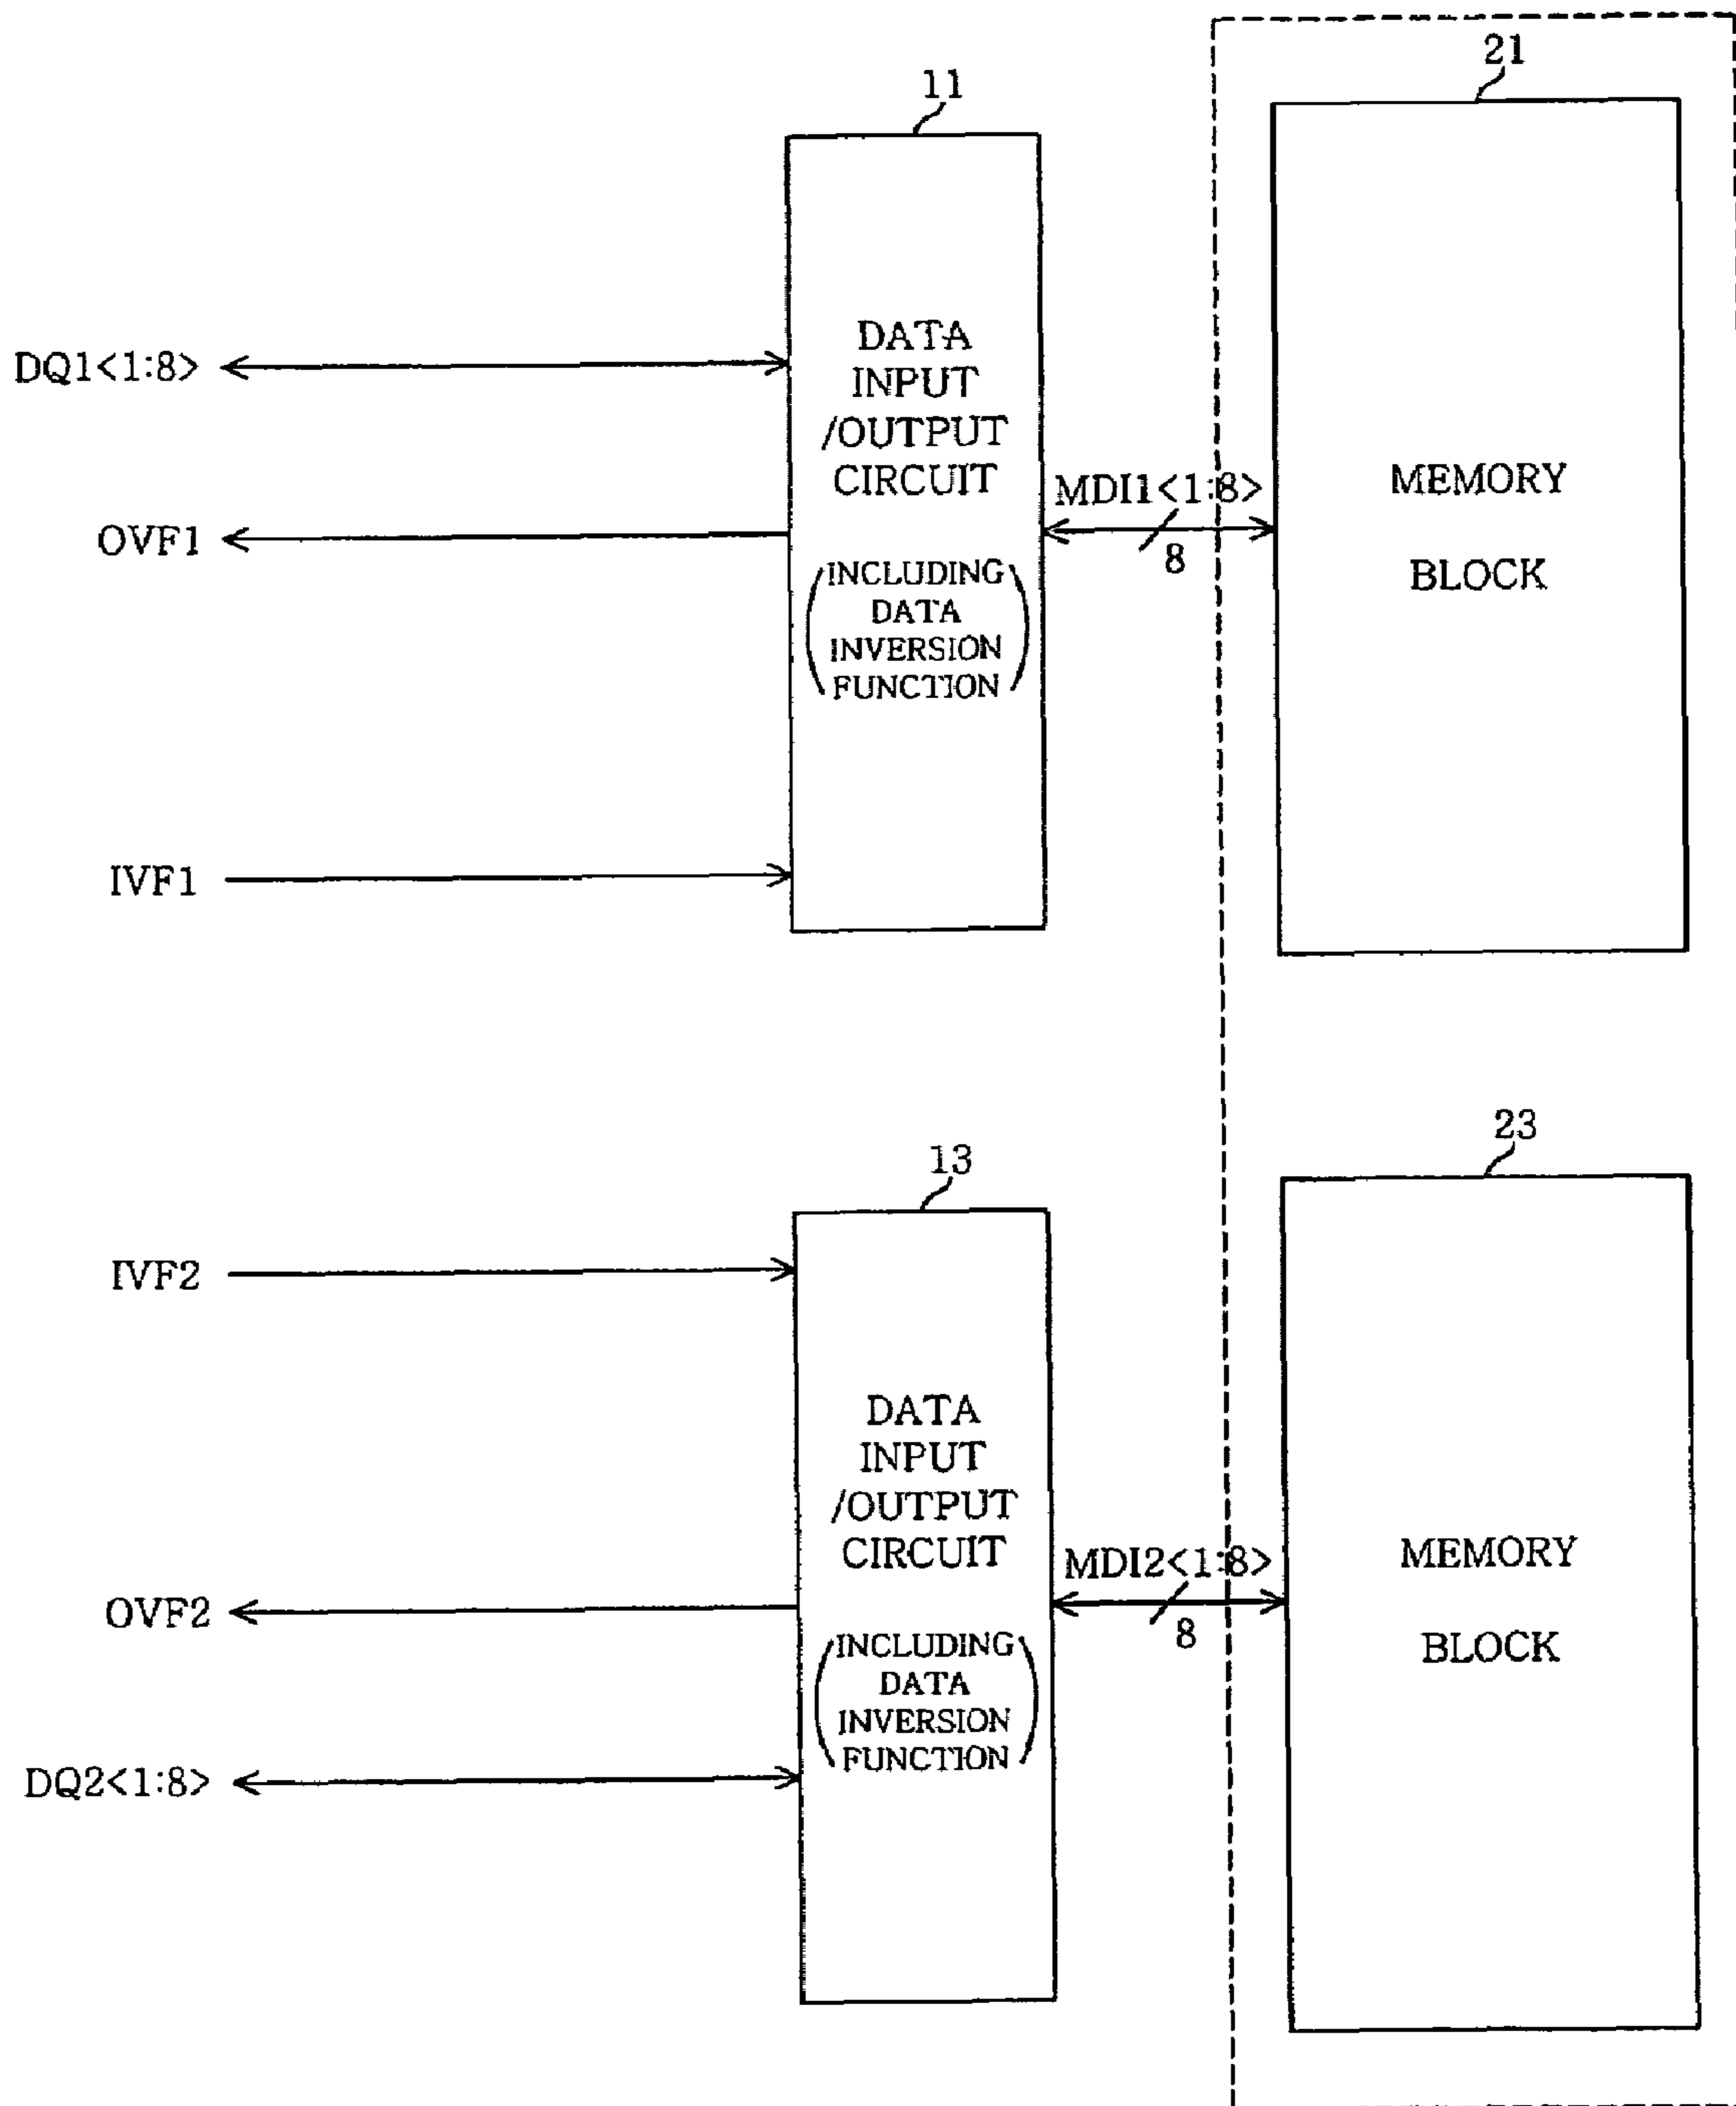 21
11
DATA
INPUT
/OUTPUT
CIRCUIT
(INCLUDING
DATA
INVERSION
FUNCTION)
DQ1<1:8>
OVF1
IVF1
MDI1<1:8>
8
MEMORY
BLOCK
23
13
IVF2
DATA
INPUT
/OUTPUT
CIRCUIT
(INCLUDING
DATA
INVERSION
FUNCTION)
OVF2
DQ2<1:8>
MDI2<1:8>
8
MEMORY
BLOCK